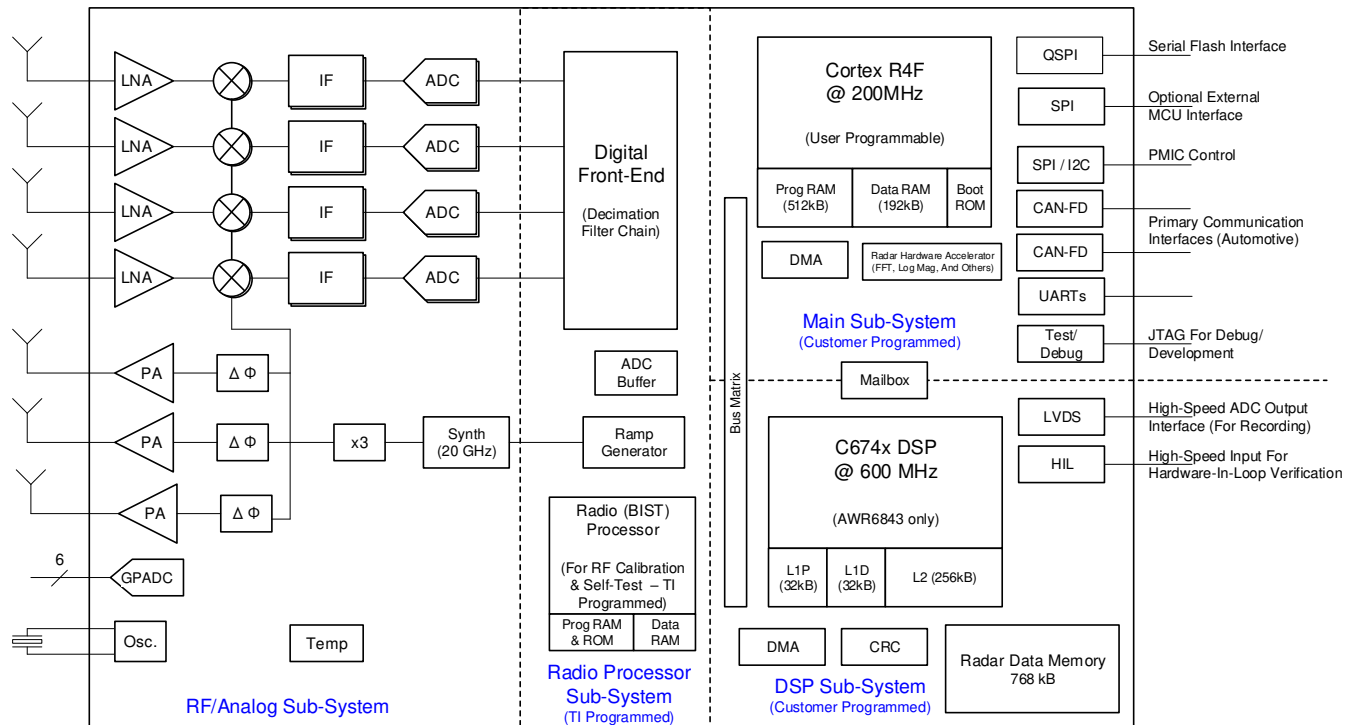 LNA
IF
ADC
LNA
IF
ADC
LNA
IF
ADC
LNA
IF
ADC
PA
Δ Φ
PA
Δ Φ
PA
Δ Φ
x3
Synth
(20 GHz)
6
GPADC
Osc.
Temp
RF/Analog Sub-System
Digital
Front-End
(Decimation
Filter Chain)
ADC
Buffer
Ramp
Generator
Radio (BIST)
Processor
(For RF Calibration
& Self-Test – TI
Programmed)
Prog RAM
& ROM
Data
RAM
Radio Processor
Sub-System
(TI Programmed)
Bus Matrix
Cortex R4F
@ 200MHz
(User Programmable)
Prog RAM
(512kB)
Data RAM
(192kB)
Boot
ROM
DMA
Radar Hardware Accelerator
(FFT, Log Mag, And Others)
Main Sub-System
(Customer Programmed)
Mailbox
C674x DSP
@ 600 MHz
(AWR6843 only)
L1P
(32kB)
L1D
(32kB)
L2 (256kB)
DMA
CRC
DSP Sub-System
(Customer Programmed)
Radar Data Memory
768 kB
QSPI
Serial Flash Interface
SPI
Optional External
MCU Interface
SPI / I2C
PMIC Control
CAN-FD
CAN-FD
Primary Communication
Interfaces (Automotive)
UARTs
Test/
Debug
JTAG For Debug/
Development
LVDS
High-Speed ADC Output
Interface (For Recording)
HIL
High-Speed Input For
Hardware-In-Loop Verification